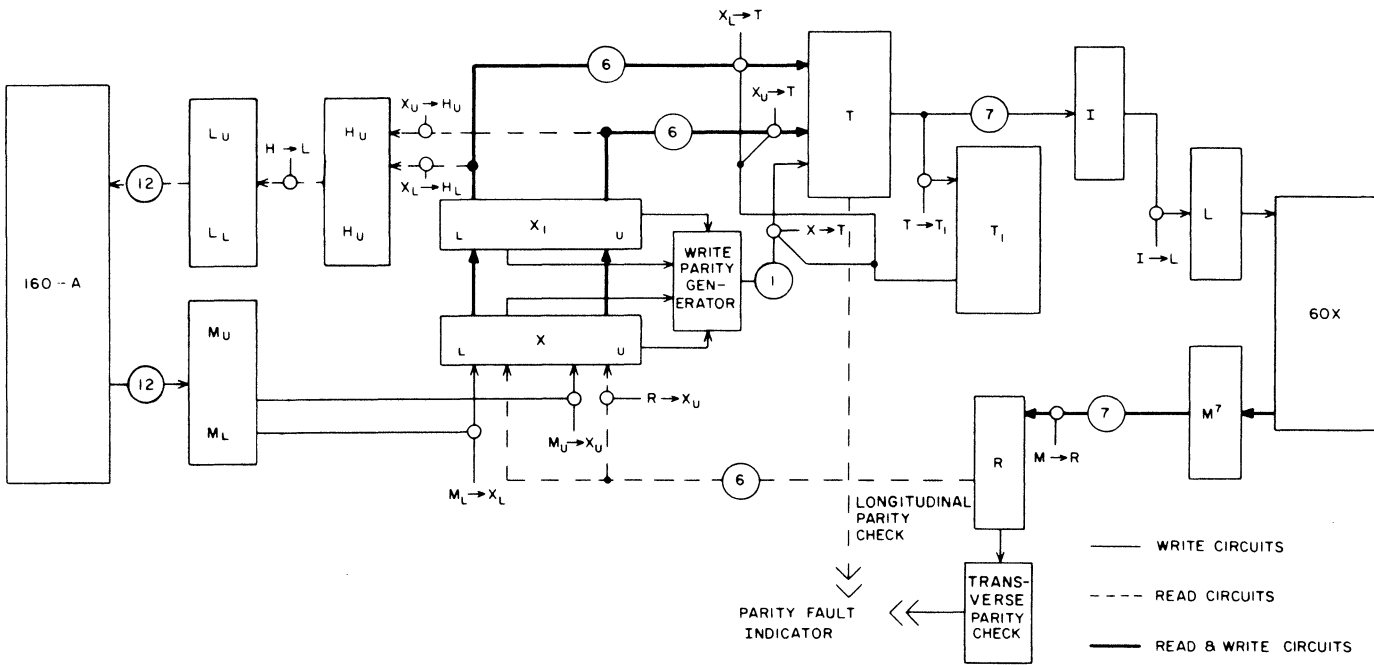 X_L→T
6
X_U→T
6
T
7
I
L_U
H→L
H_U
X_U→H_U
12
X_L→H_L
L_L
H_U
L X_1 U
WRITE
PARITY
GEN-
ERATOR
X→T
1
T→T_1
T_1
I→L
L
160-A
60X
L X U
M_U
12
M_L
R→X_U
M_U→X_U
M_L→X_L
6
R
M→R
7
M^7
LONGITUDINAL
PARITY
CHECK
TRANS-
VERSE
PARITY
CHECK
PARITY FAULT
INDICATOR
WRITE CIRCUITS
READ CIRCUITS
READ & WRITE CIRCUITS